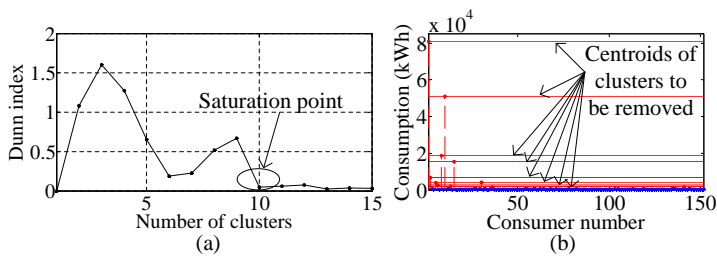 2
1.5
1
0.5
0
Dunn index
Saturation point
5
10
15
Number of clusters
(a)
x 10^4
8
6
4
2
0
Consumption (kWh)
Centroids of
clusters to
be removed
50
100
150
Consumer number
(b)